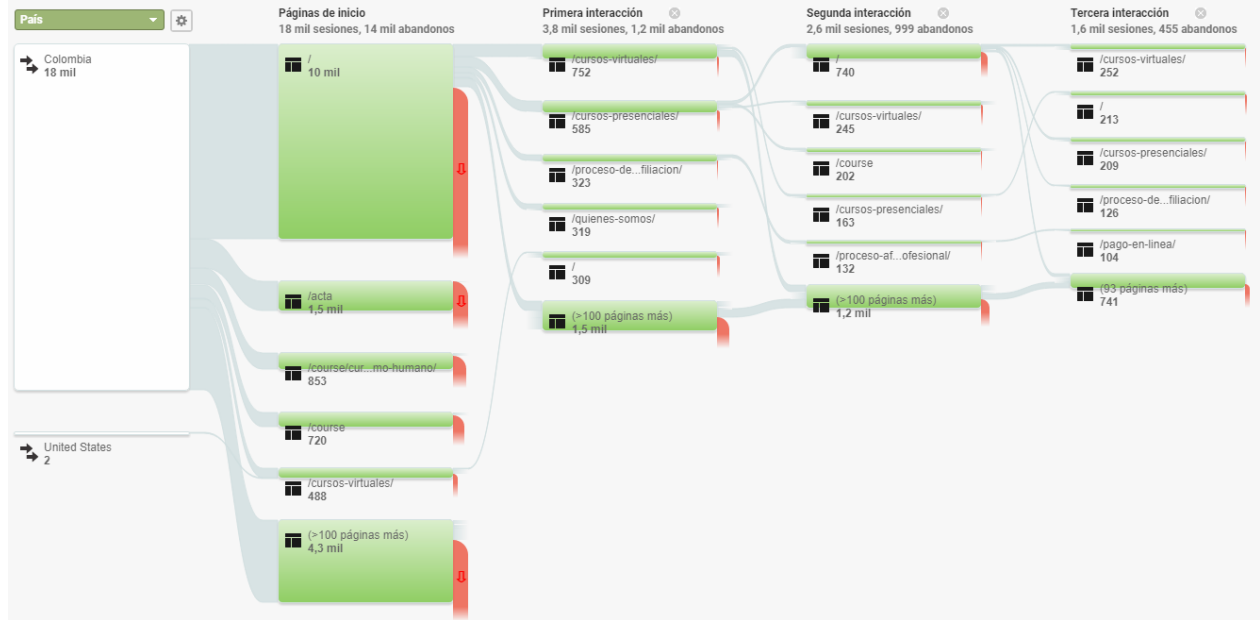 País
Colombia
18 mil
United States
2
Páginas de inicio
18 mil sesiones, 14 mil abandonos
/
10 mil
/acta
1,5 mil
/course/cur...mo-humano/
853
/course
720
/cursos-virtuales/
488
(>100 páginas más)
4,3 mil
Primera interacción
3,8 mil sesiones, 1,2 mil abandonos
/cursos-virtuales/
752
/cursos-presenciales/
585
/proceso-de...filiacion/
323
/quienes-somos/
319
/
309
(>100 páginas más)
1,5 mil
Segunda interacción
2,6 mil sesiones, 999 abandonos
/
740
/cursos-virtuales/
245
/course
202
/cursos-presenciales/
163
/proceso-af...ofesional/
132
(>100 páginas más)
1,2 mil
Tercera interacción
1,6 mil sesiones, 455 abandonos
/cursos-virtuales/
252
/
213
/cursos-presenciales/
209
/proceso-de...filiacion/
126
/pago-en-linea/
104
(93 páginas más)
741